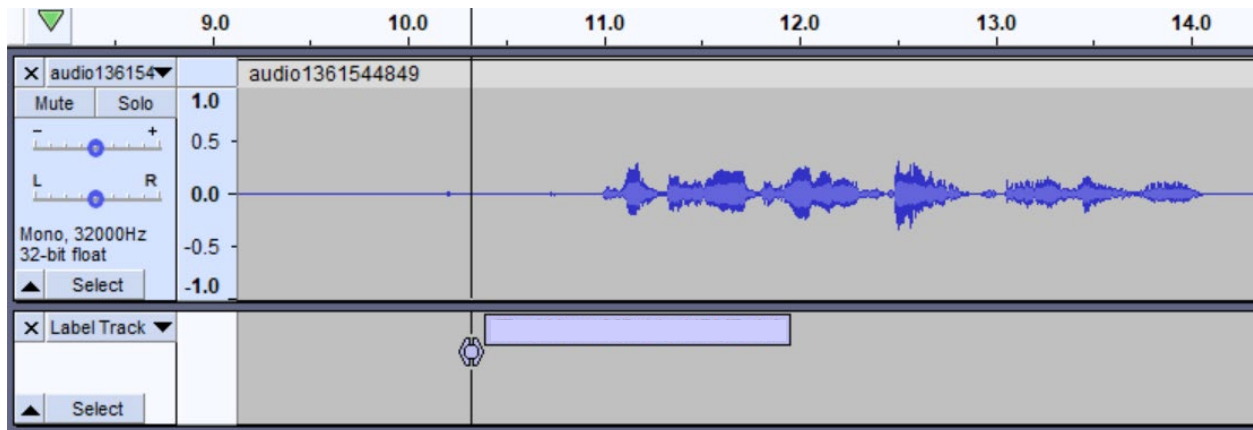 9.0 10.0 11.0 12.0 13.0 14.0
audio136154 audio1361544849
Mute Solo 1.0
- + 0.5
L R 0.0
Mono, 32000Hz
32-bit float -0.5
Select -1.0
Label Track
Select